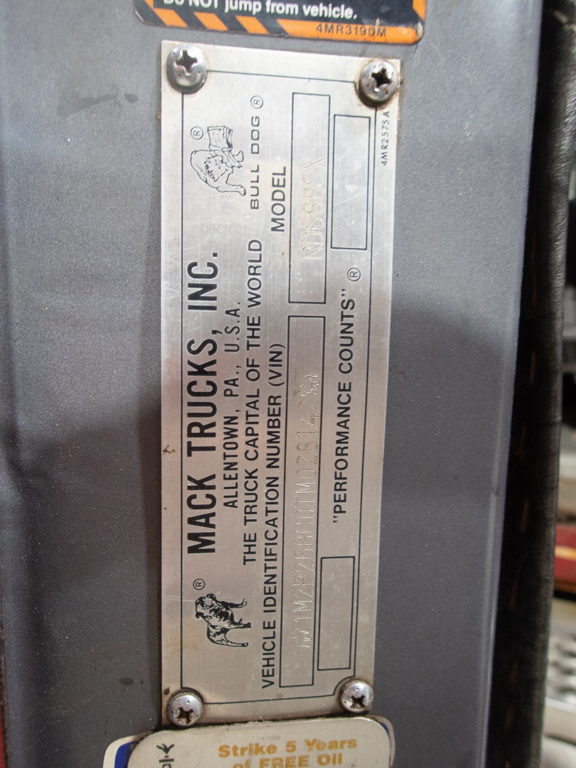 Do NOT jump from vehicle.
4MR319DM
MACK TRUCKS, INC.
ALLENTOWN, PA., U.S.A.
THE TRUCK CAPITAL OF THE WORLD
BULL DOG ®
®
®
VEHICLE IDENTIFICATION NUMBER (VIN)
MODEL
"PERFORMANCE COUNTS" ®
4MR2575A
Strike 5 Years
of FREE Oil